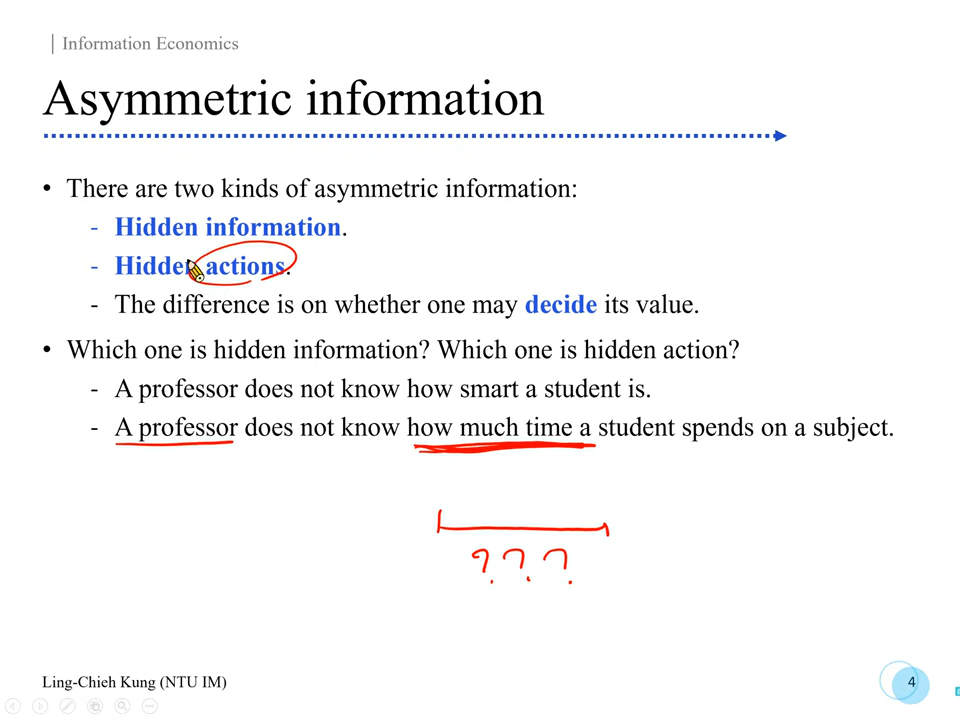 | Information Economics
Asymmetric information
• There are two kinds of asymmetric information:
- Hidden information.
- Hidden actions.
- The difference is on whether one may decide its value.
• Which one is hidden information? Which one is hidden action?
- A professor does not know how smart a student is.
- A professor does not know how much time a student spends on a subject.
? ? ?
Ling-Chieh Kung (NTU IM)
4